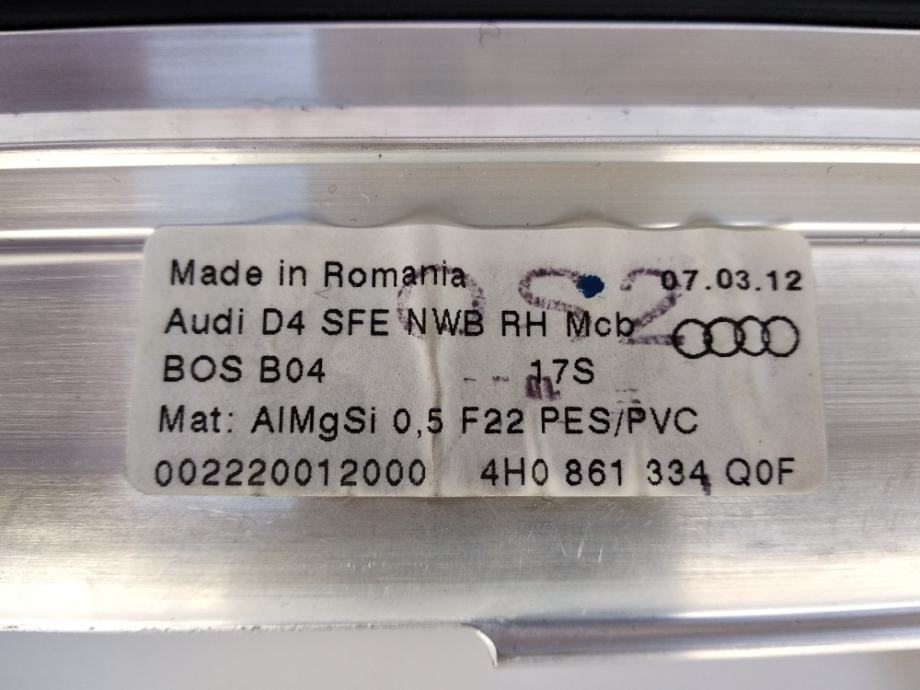 Made in Romania 07.03.12
Audi D4 SFE NWB RH Mcb
BOS B04 17S
Mat: AlMgSi 0,5 F22 PES/PVC
002220012000 4H0 861 334 Q0F